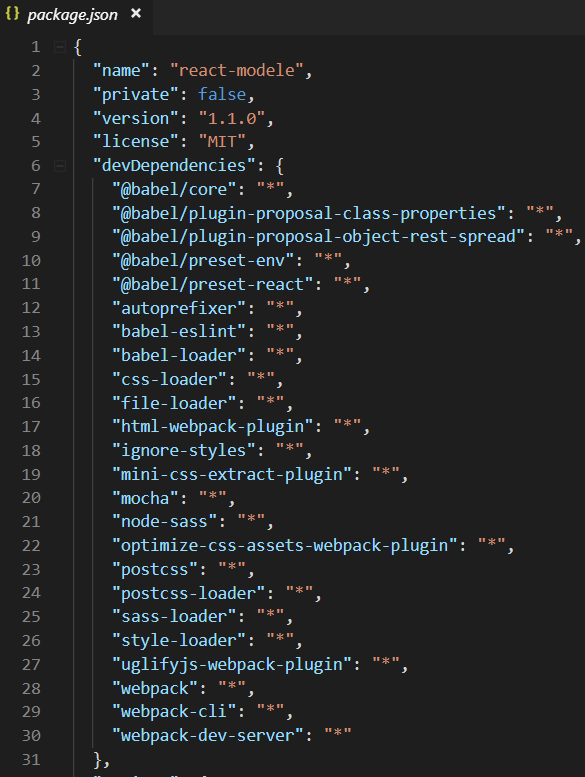 {} package.json ×
1 {
2 "name": "react-modele",
3 "private": false,
4 "version": "1.1.0",
5 "license": "MIT",
6 "devDependencies": {
7 "@babel/core": "*",
8 "@babel/plugin-proposal-class-properties": "*",
9 "@babel/plugin-proposal-object-rest-spread": "*",
10 "@babel/preset-env": "*",
11 "@babel/preset-react": "*",
12 "autoprefixer": "*",
13 "babel-eslint": "*",
14 "babel-loader": "*",
15 "css-loader": "*",
16 "file-loader": "*",
17 "html-webpack-plugin": "*",
18 "ignore-styles": "*",
19 "mini-css-extract-plugin": "*",
20 "mocha": "*",
21 "node-sass": "*",
22 "optimize-css-assets-webpack-plugin": "*",
23 "postcss": "*",
24 "postcss-loader": "*",
25 "sass-loader": "*",
26 "style-loader": "*",
27 "uglifyjs-webpack-plugin": "*",
28 "webpack": "*",
29 "webpack-cli": "*",
30 "webpack-dev-server": "*"
31 },